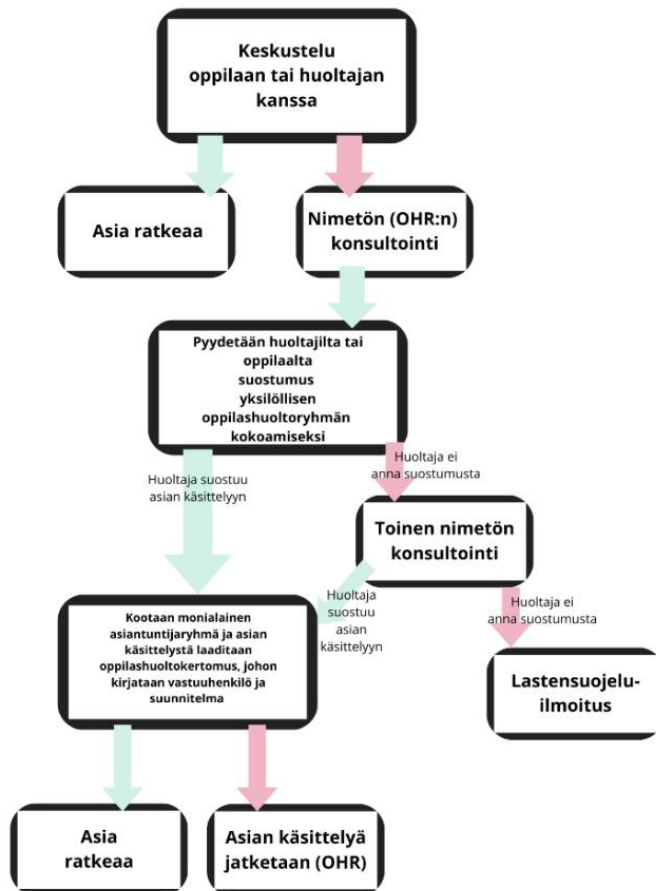 Keskustelu
oppilaan tai huoltajan
kanssa
Asia ratkeaa
Nimetön (OHR:n)
konsultointi
Pyydetään huoltajilta tai
oppilaalta
suostumus
yksilöllisen
oppilashuoltoryhmän
kokoamiseksi
Huoltaja suostuu
asian käsittelyyn
Huoltaja ei
anna suostumusta
Toinen nimetön
konsultointi
Huoltaja
suostuu
asian
käsittelyyn
Huoltaja ei
anna suostumusta
Kootaan monialainen
asiantuntijaryhmä ja asian
käsittelystä laaditaan
oppilashuoltokertomus, johon
kirjataan vastuuhenkilö ja
suunnitelma
Lastensuojelu-
ilmoitus
Asia
ratkeaa
Asian käsittelyä
jatketaan (OHR)